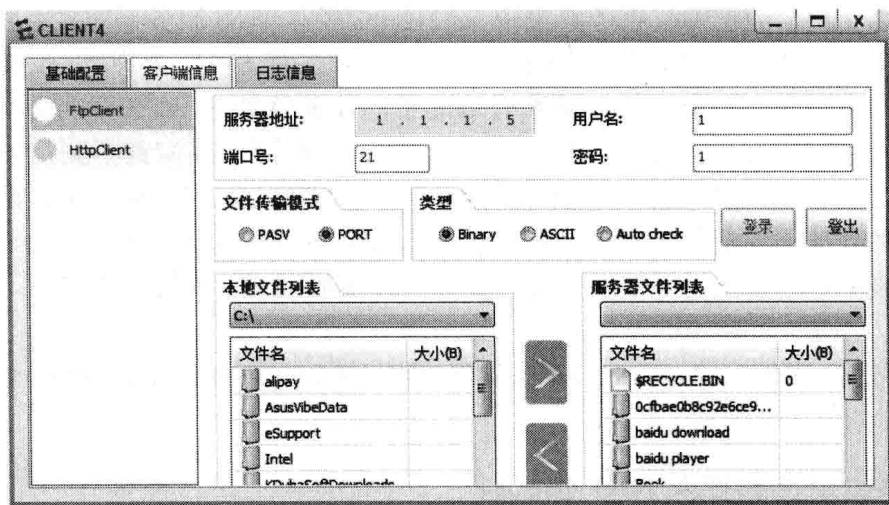 CLIENT4
基础配置 客户端信息 日志信息
FtpClient
HttpClient
服务器地址: 1 . 1 . 1 . 5 用户名: 1
端口号: 21 密码: 1
文件传输模式 类型
PASV PORT Binary ASCII Auto check 登录 登出
本地文件列表 服务器文件列表
C:\
文件名 大小(B) 文件名 大小(B)
alipay $RECYCLE.BIN 0
AsusVibeData 0cfbae0b8c92e6ce9...
eSupport baidu download
Intel baidu player
KDubaSoftDownloads Book